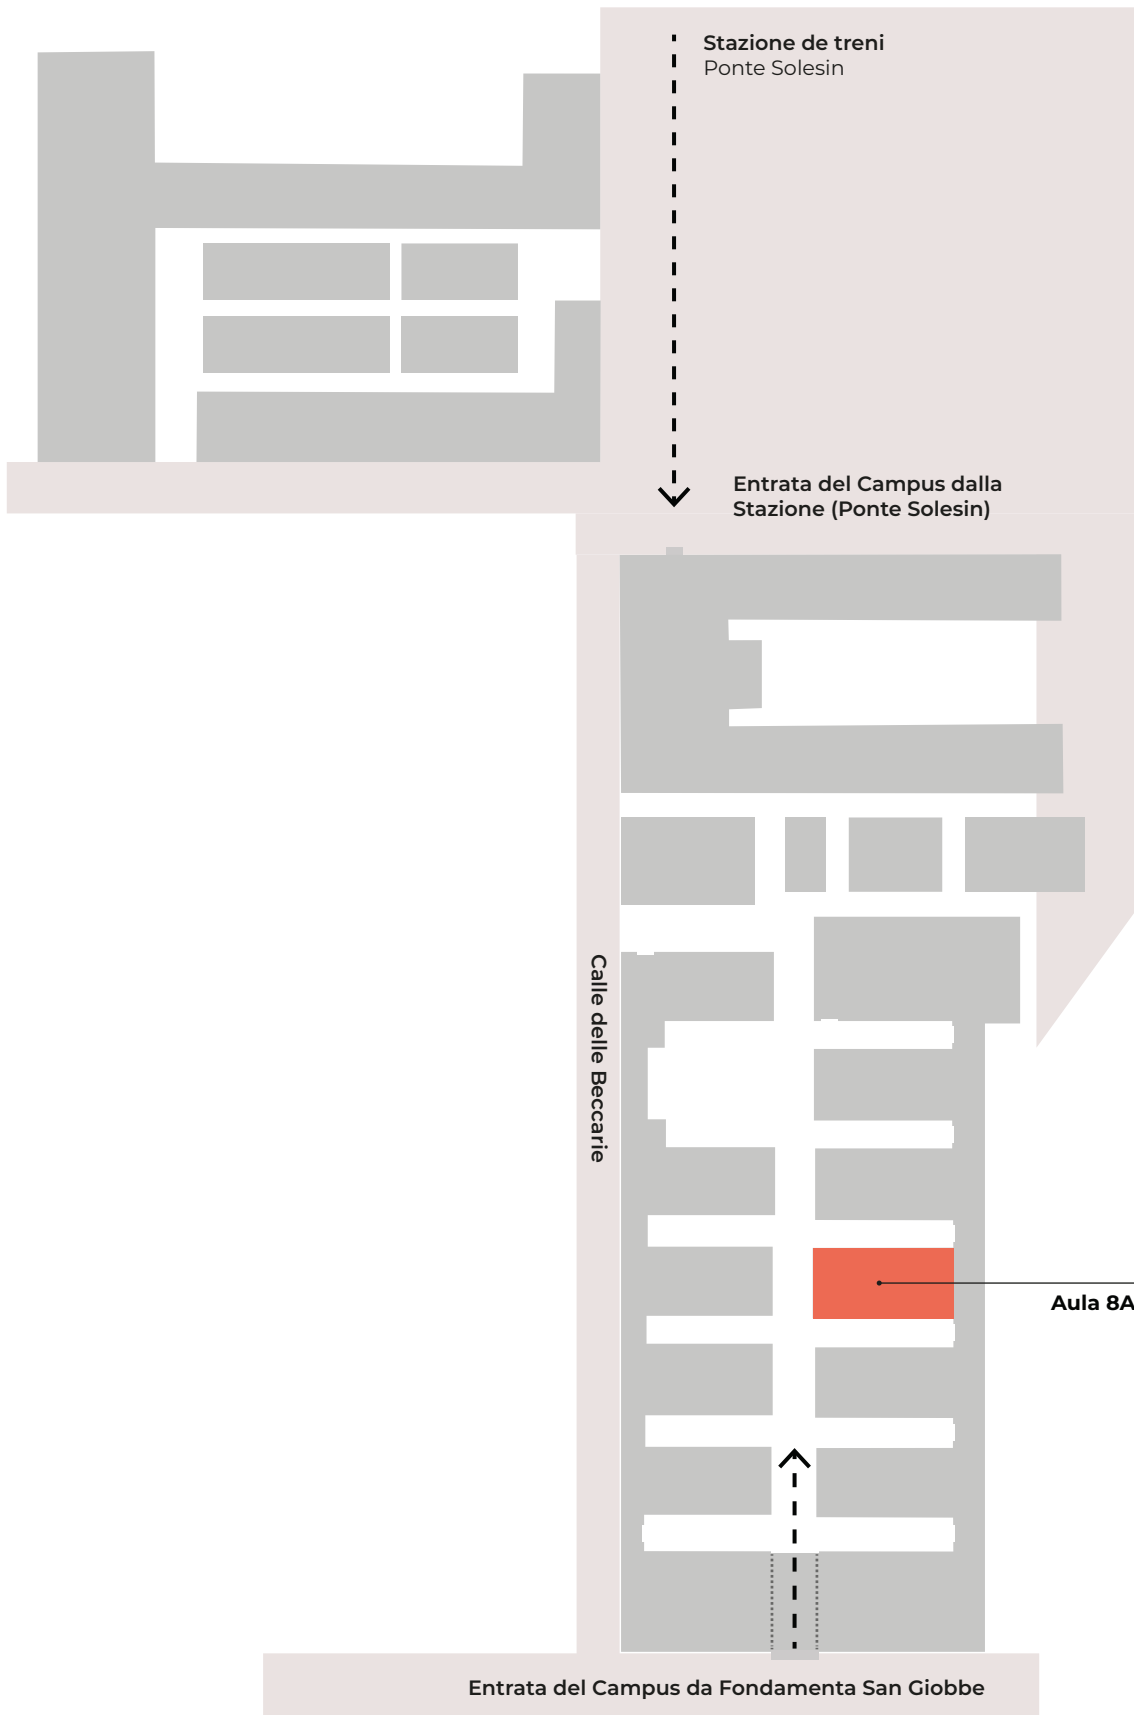 Stazione de treni
Ponte Solesin
Entrata del Campus dalla
Stazione (Ponte Solesin)
Calle delle Beccarie
Aula 8A
Entrata del Campus da Fondamenta San Giobbe